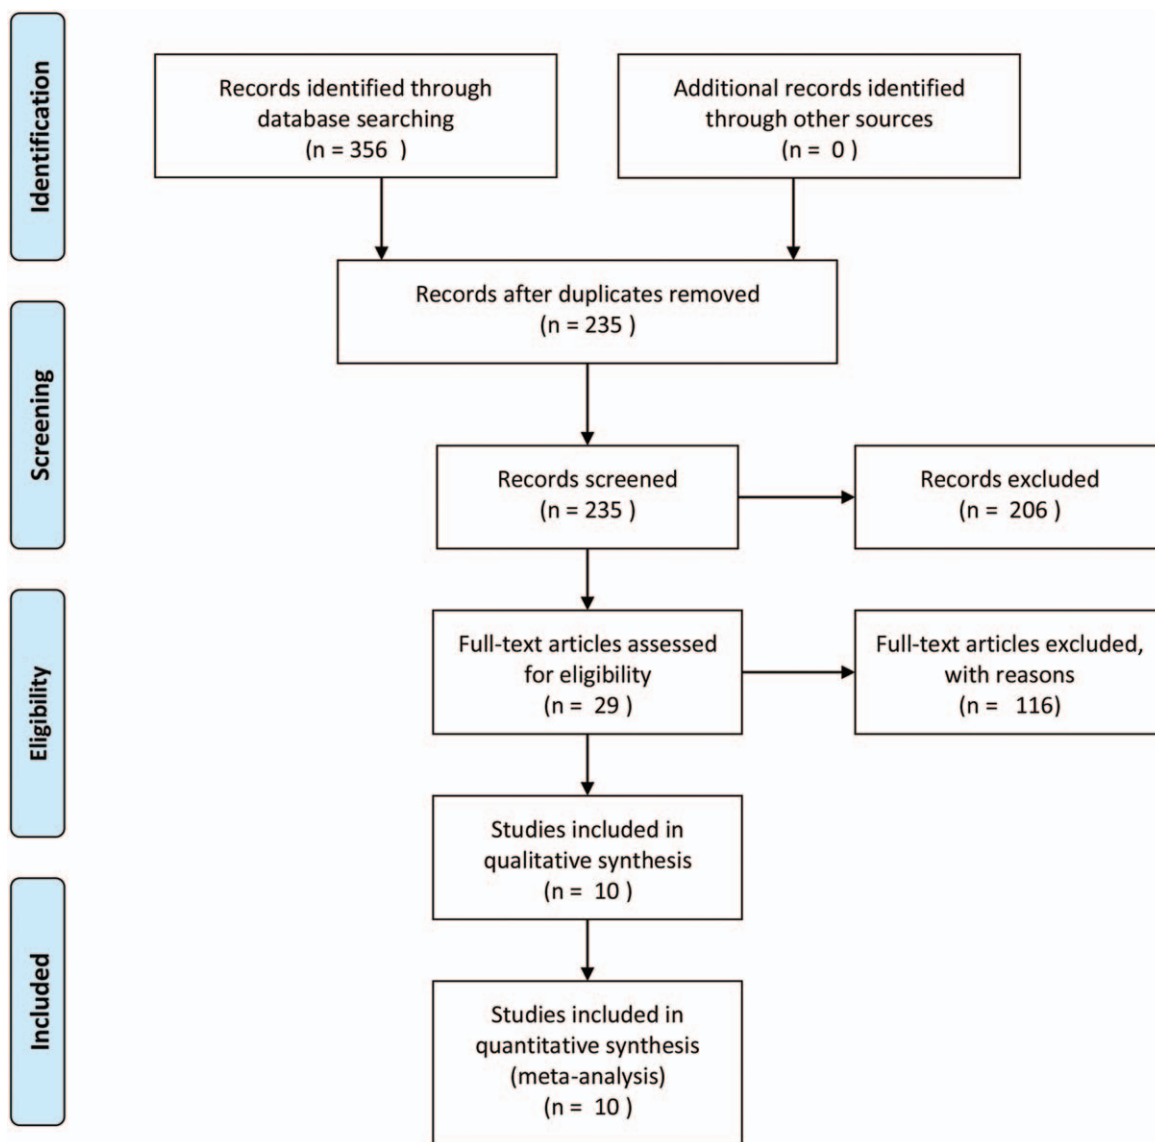 Identification
Records identified through
database searching
(n = 356 )
Additional records identified
through other sources
(n = 0 )
Records after duplicates removed
(n = 235 )
Screening
Records screened
(n = 235 )
Records excluded
(n = 206 )
Eligibility
Full-text articles assessed
for eligibility
(n = 29 )
Full-text articles excluded,
with reasons
(n = 116)
Studies included in
qualitative synthesis
(n = 10 )
Included
Studies included in
quantitative synthesis
(meta-analysis)
(n = 10 )